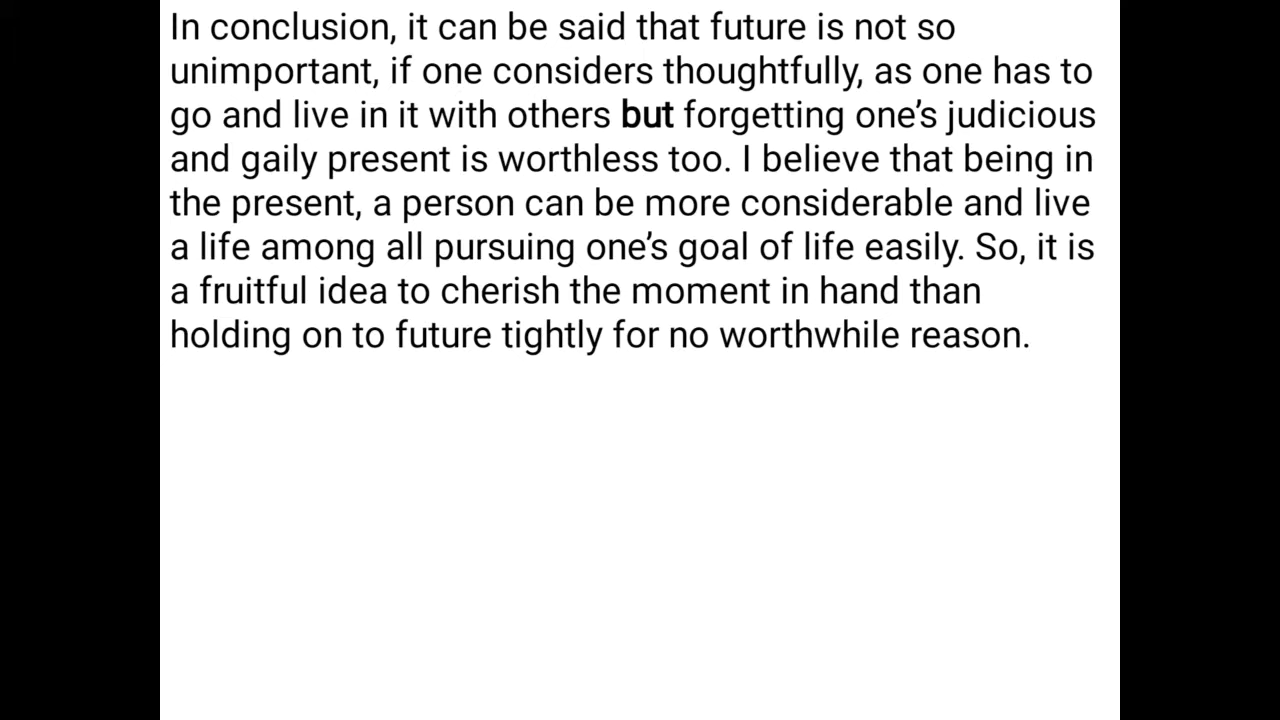 In conclusion, it can be said that future is not so
unimportant, if one considers thoughtfully, as one has to
go and live in it with others but forgetting one’s judicious
and gaily present is worthless too. I believe that being in
the present, a person can be more considerable and live
a life among all pursuing one’s goal of life easily. So, it is
a fruitful idea to cherish the moment in hand than
holding on to future tightly for no worthwhile reason.